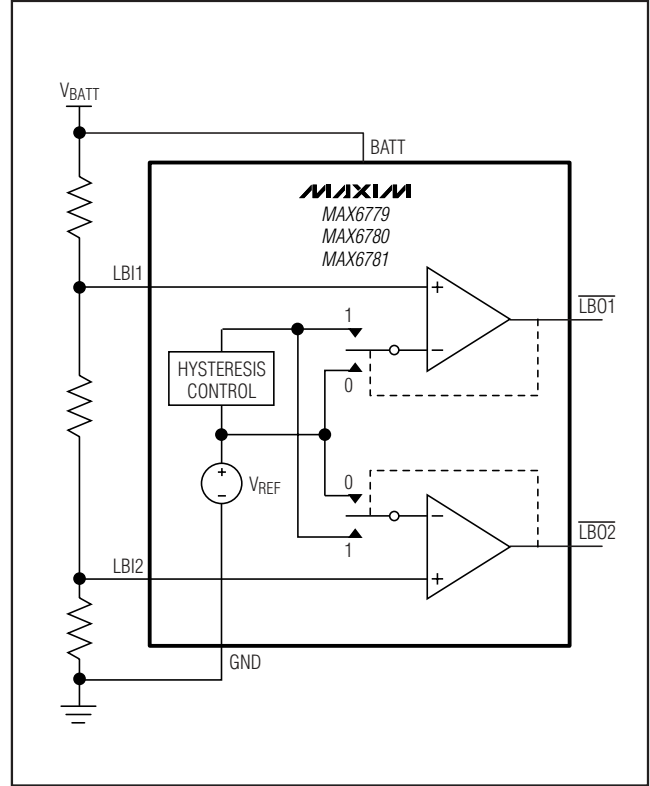 VBATT
BATT
MAXIM
MAX6779
MAX6780
MAX6781
LBI1
+
LBO1
1
−
HYSTERESIS
CONTROL
0
+
−
VREF
0
−
LBO2
1
LBI2
+
GND